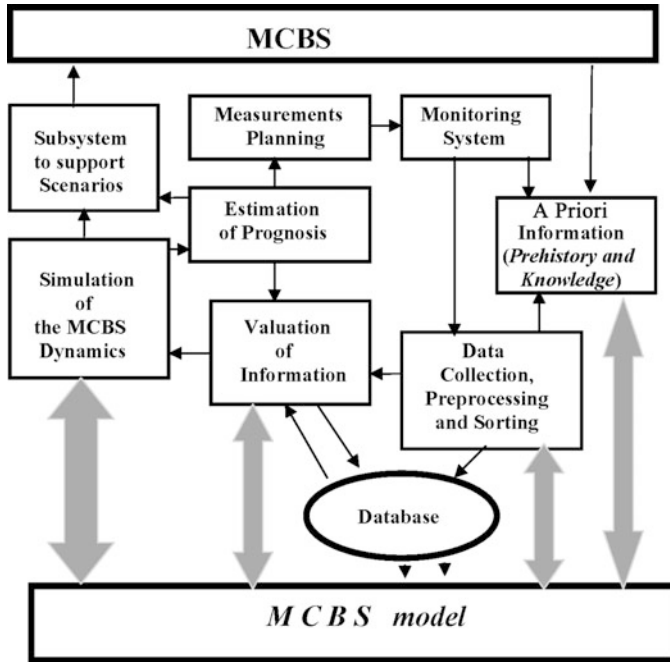 MCBS
Measurements
Planning
Monitoring
System
Subsystem
to support
Scenarios
Estimation
of Prognosis
A Priori
Information
(Prehistory and
Knowledge)
Simulation
of
the MCBS
Dynamics
Valuation
of
Information
Data
Collection,
Preprocessing
and Sorting
Database
MCBS model